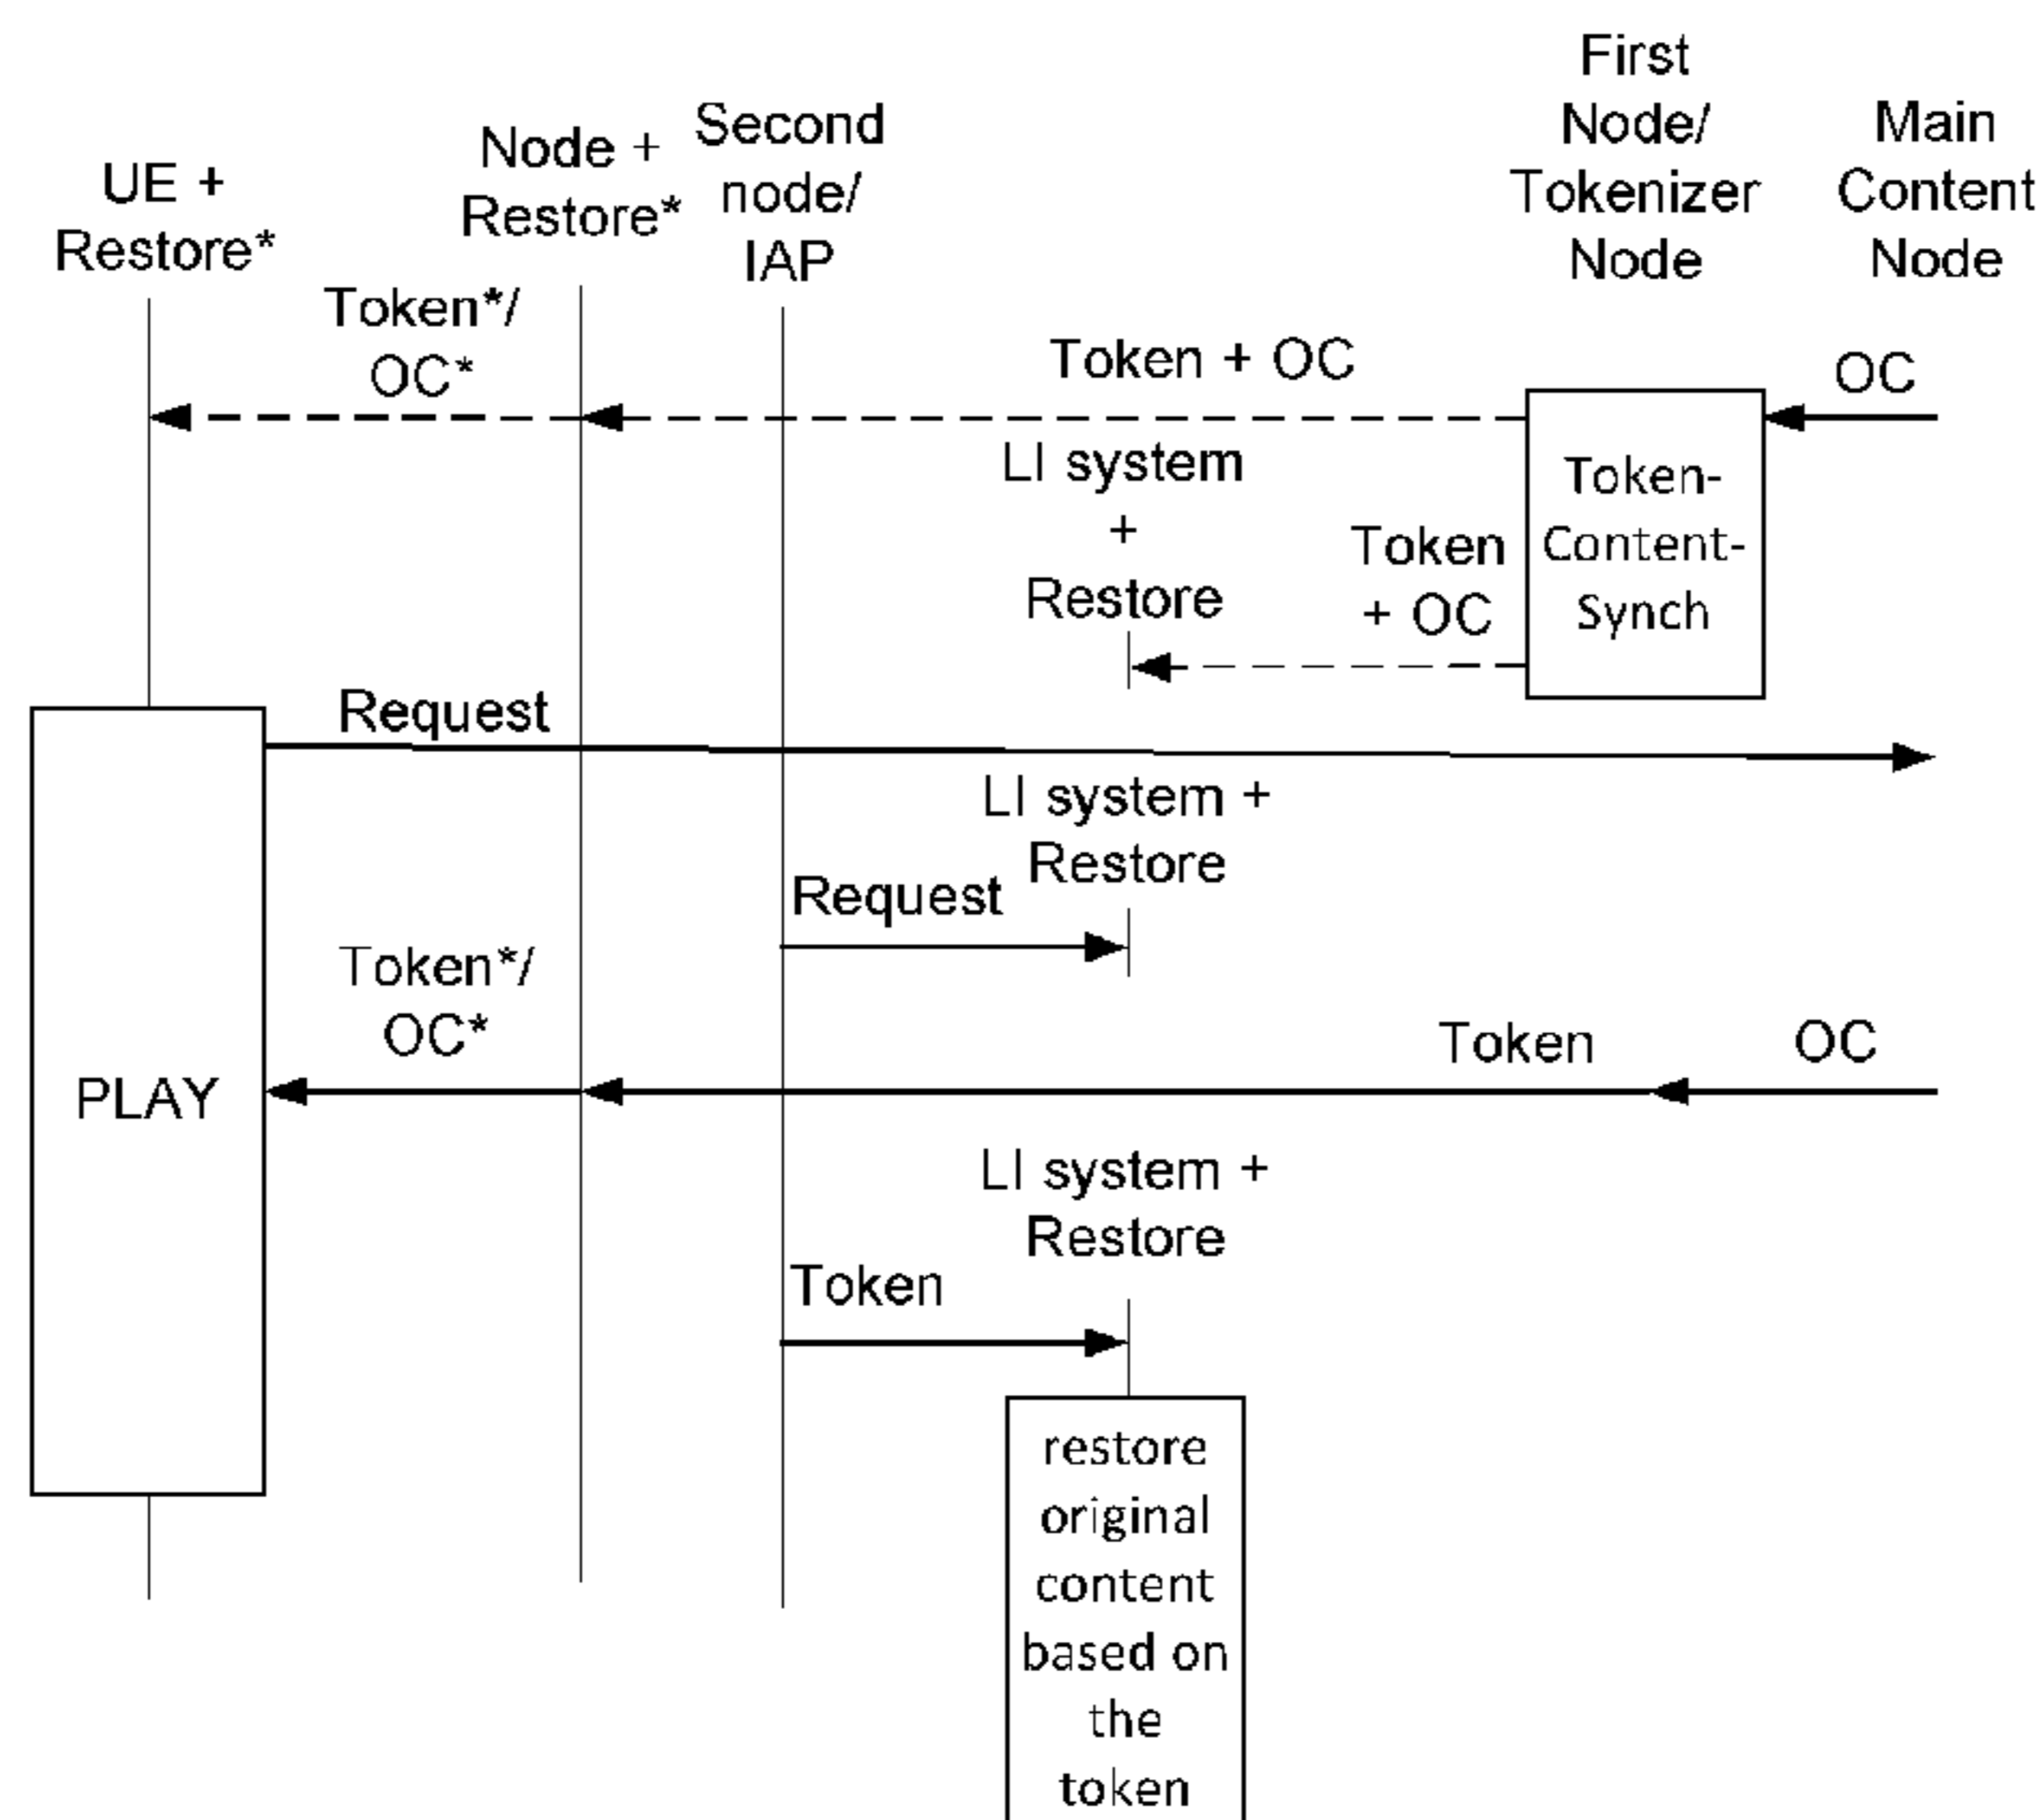 UE +
Restore*
Node +
Restore*
Second
node/
IAP
First
Node/
Tokenizer
Node
Main
Content
Node
Token*/
OC*
Token + OC
OC
LI system
+
Restore
Token
+ OC
Token-
Content-
Synch
Request
LI system +
Restore
Request
Token*/
OC*
Token
OC
PLAY
LI system +
Restore
Token
restore
original
content
based on
the
token